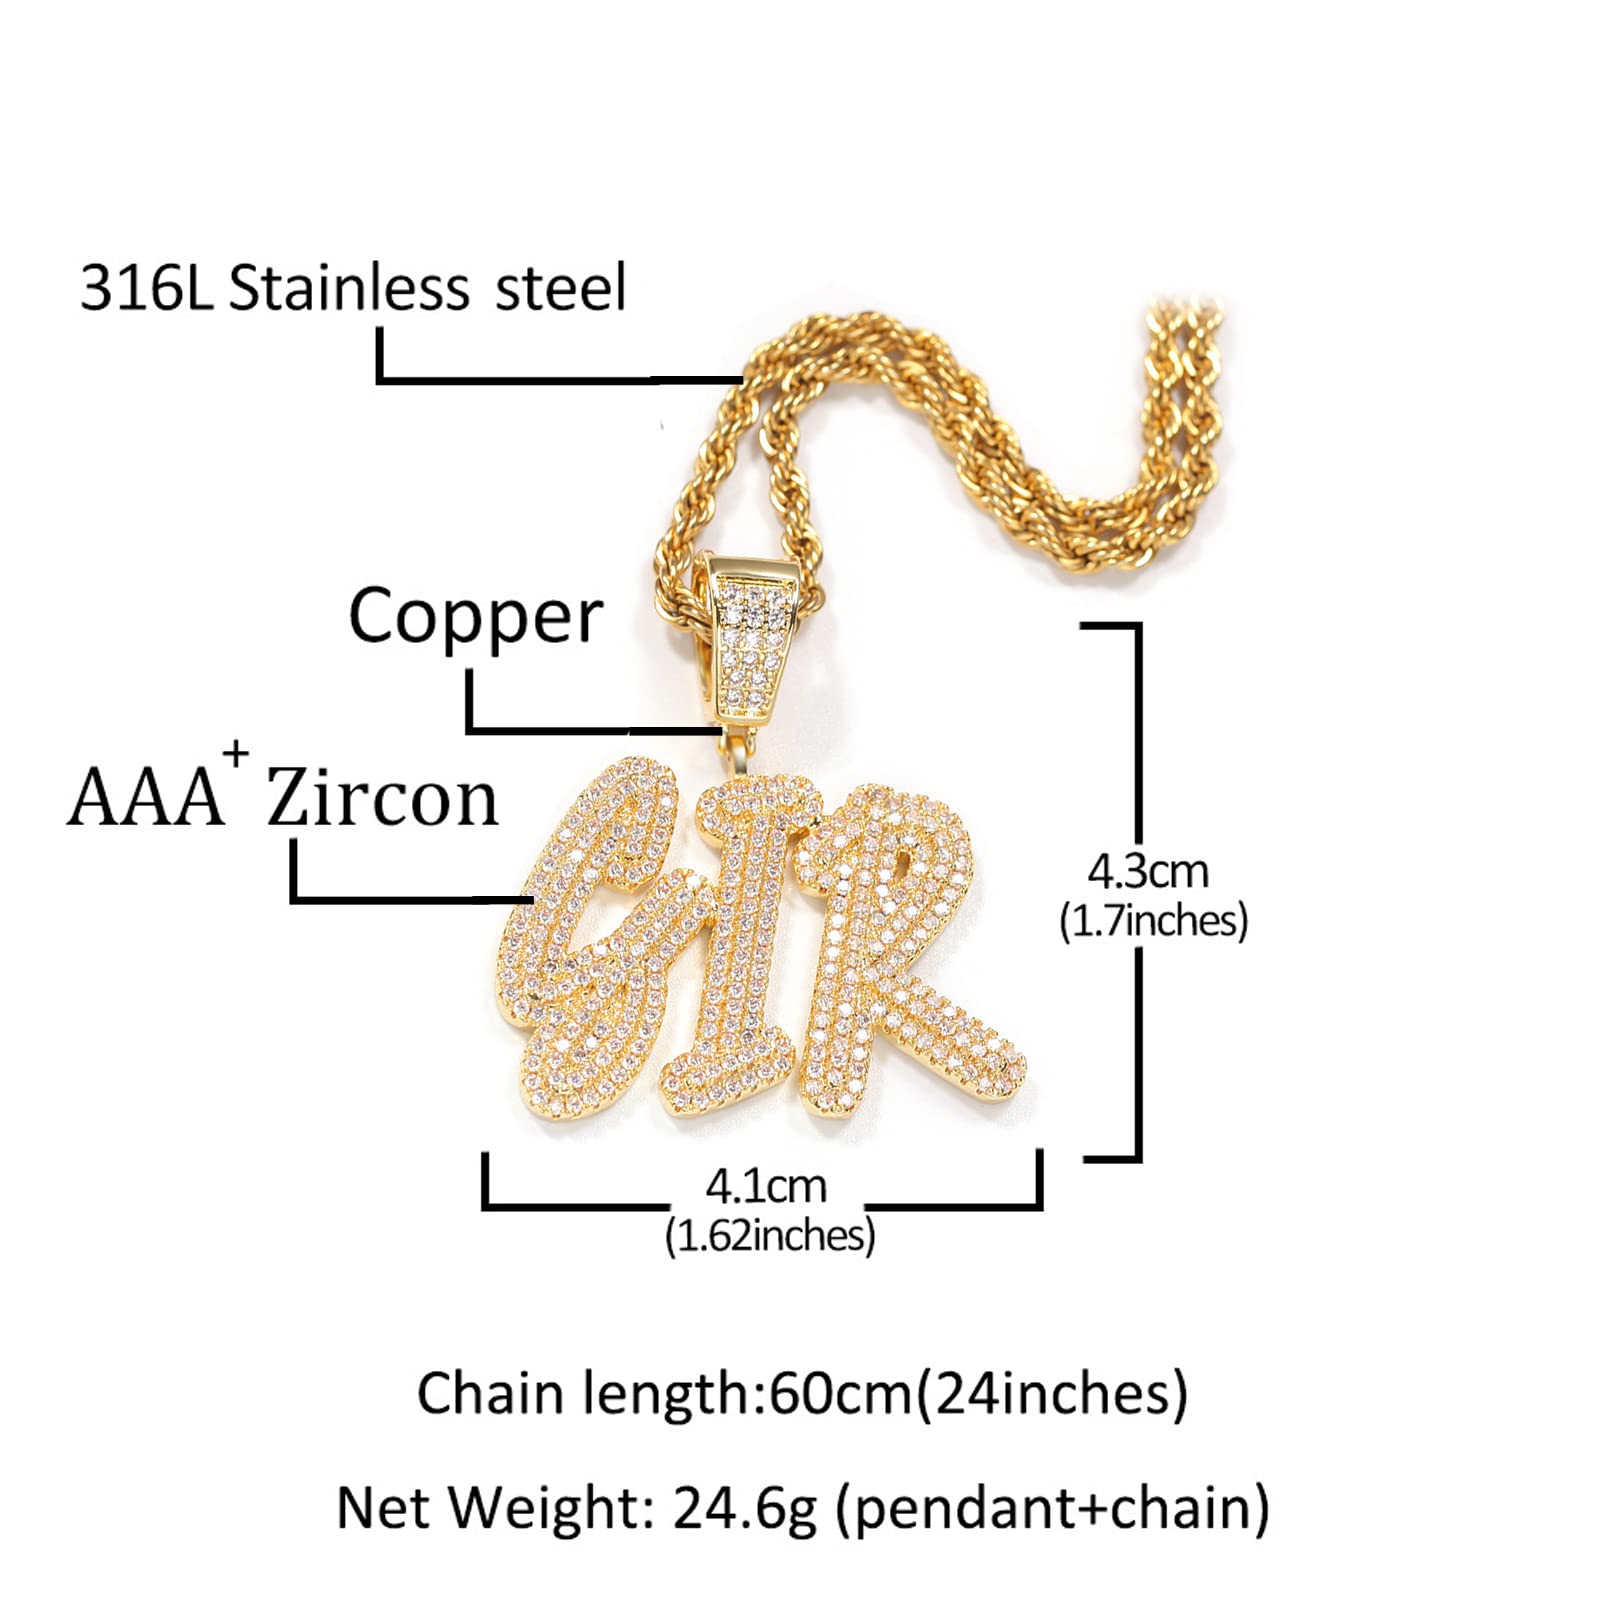 316L Stainless steel
Copper
AAA+ Zircon
GIR
4.3cm
(1.7inches)
4.1cm
(1.62inches)
Chain length:60cm(24inches)
Net Weight: 24.6g (pendant+chain)